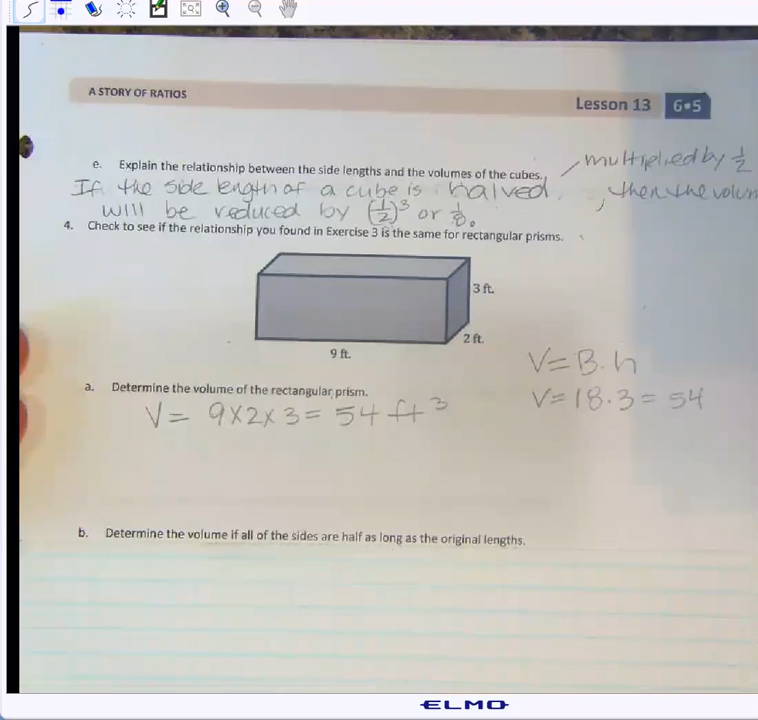 A STORY OF RATIOS
Lesson 13 6•5
e. Explain the relationship between the side lengths and the volumes of the cubes.
multiplied by 1/2
If the side length of a cube is halved, then the volum
will be reduced by (1/2)³ or 1/8.
4. Check to see if the relationship you found in Exercise 3 is the same for rectangular prisms.
3 ft.
2 ft.
9 ft.
V = B · h
a. Determine the volume of the rectangular prism.
V = 18 · 3 = 54
V = 9 x 2 x 3 = 54 ft³
b. Determine the volume if all of the sides are half as long as the original lengths.
ELMO